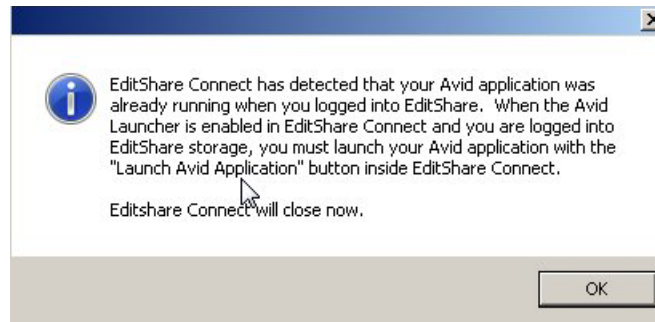 EditShare Connect has detected that your Avid application was
already running when you logged into EditShare. When the Avid
Launcher is enabled in EditShare Connect and you are logged into
EditShare storage, you must launch your Avid application with the
"Launch Avid Application" button inside EditShare Connect.
Editshare Connect will close now.
OK